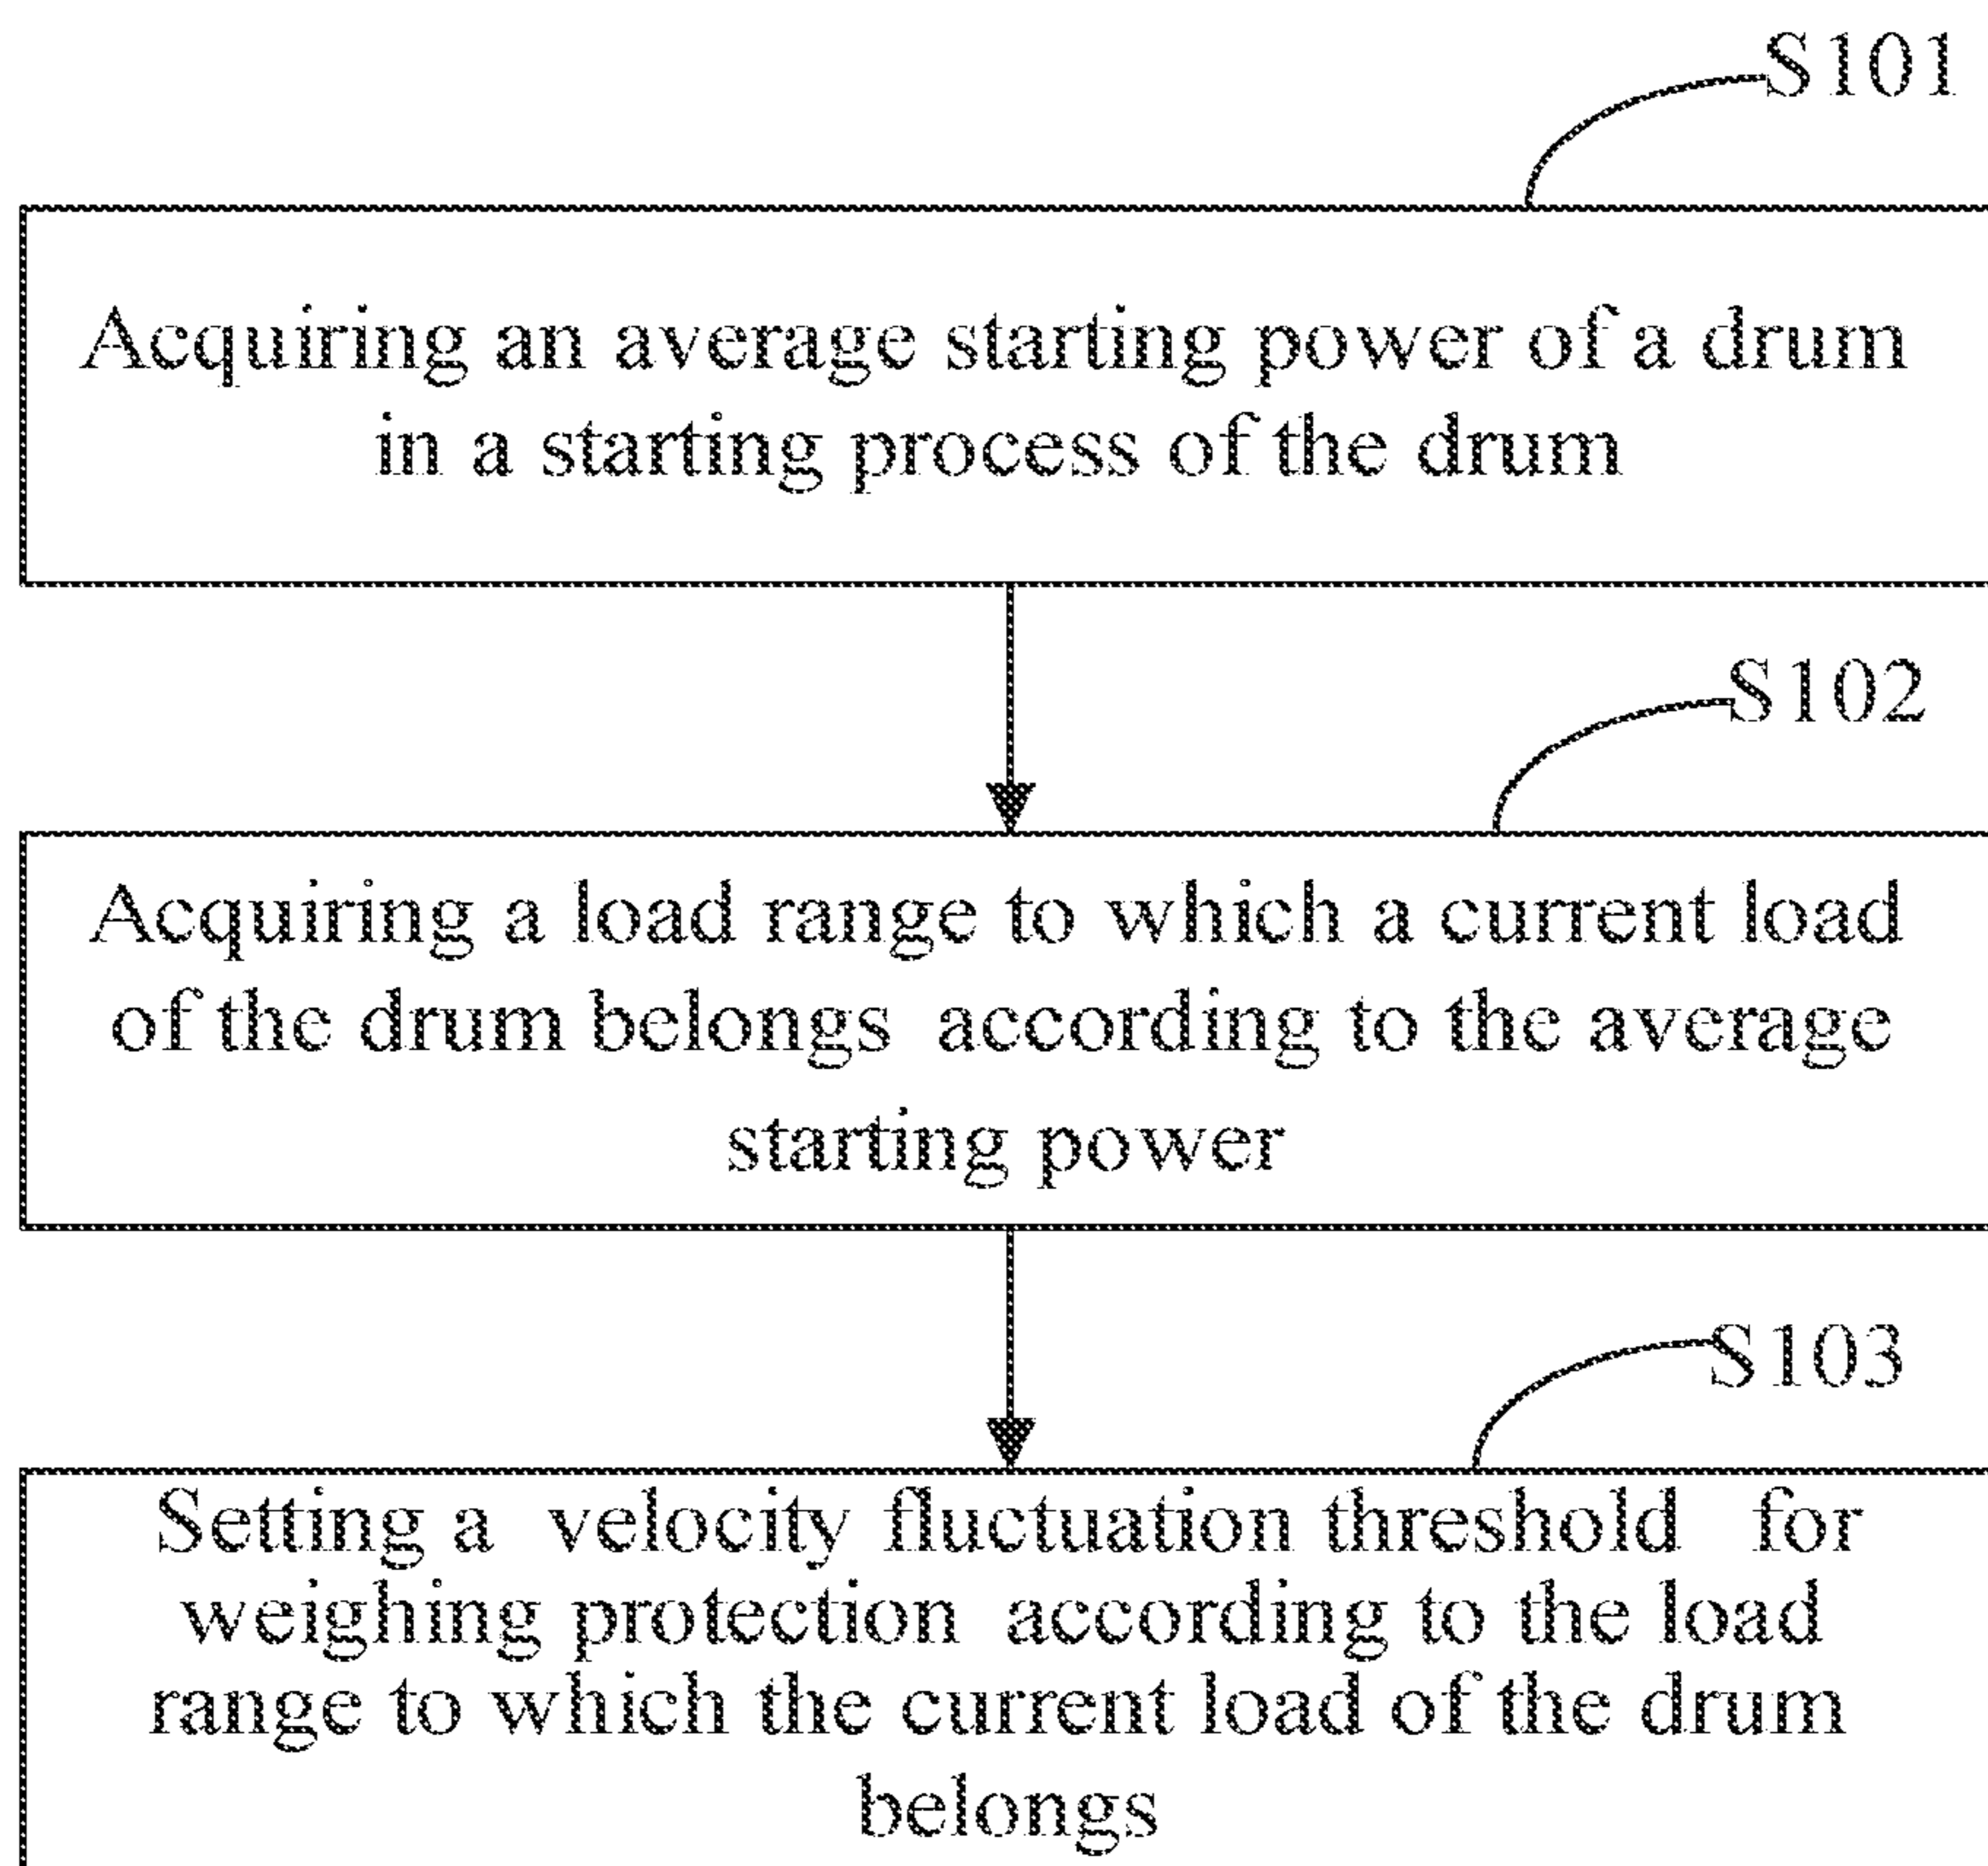 S101
Acquiring an average starting power of a drum
in a starting process of the drum
S102
Acquiring a load range to which a current load
of the drum belongs according to the average
starting power
S103
Setting a velocity fluctuation threshold for
weighing protection according to the load
range to which the current load of the drum
belongs